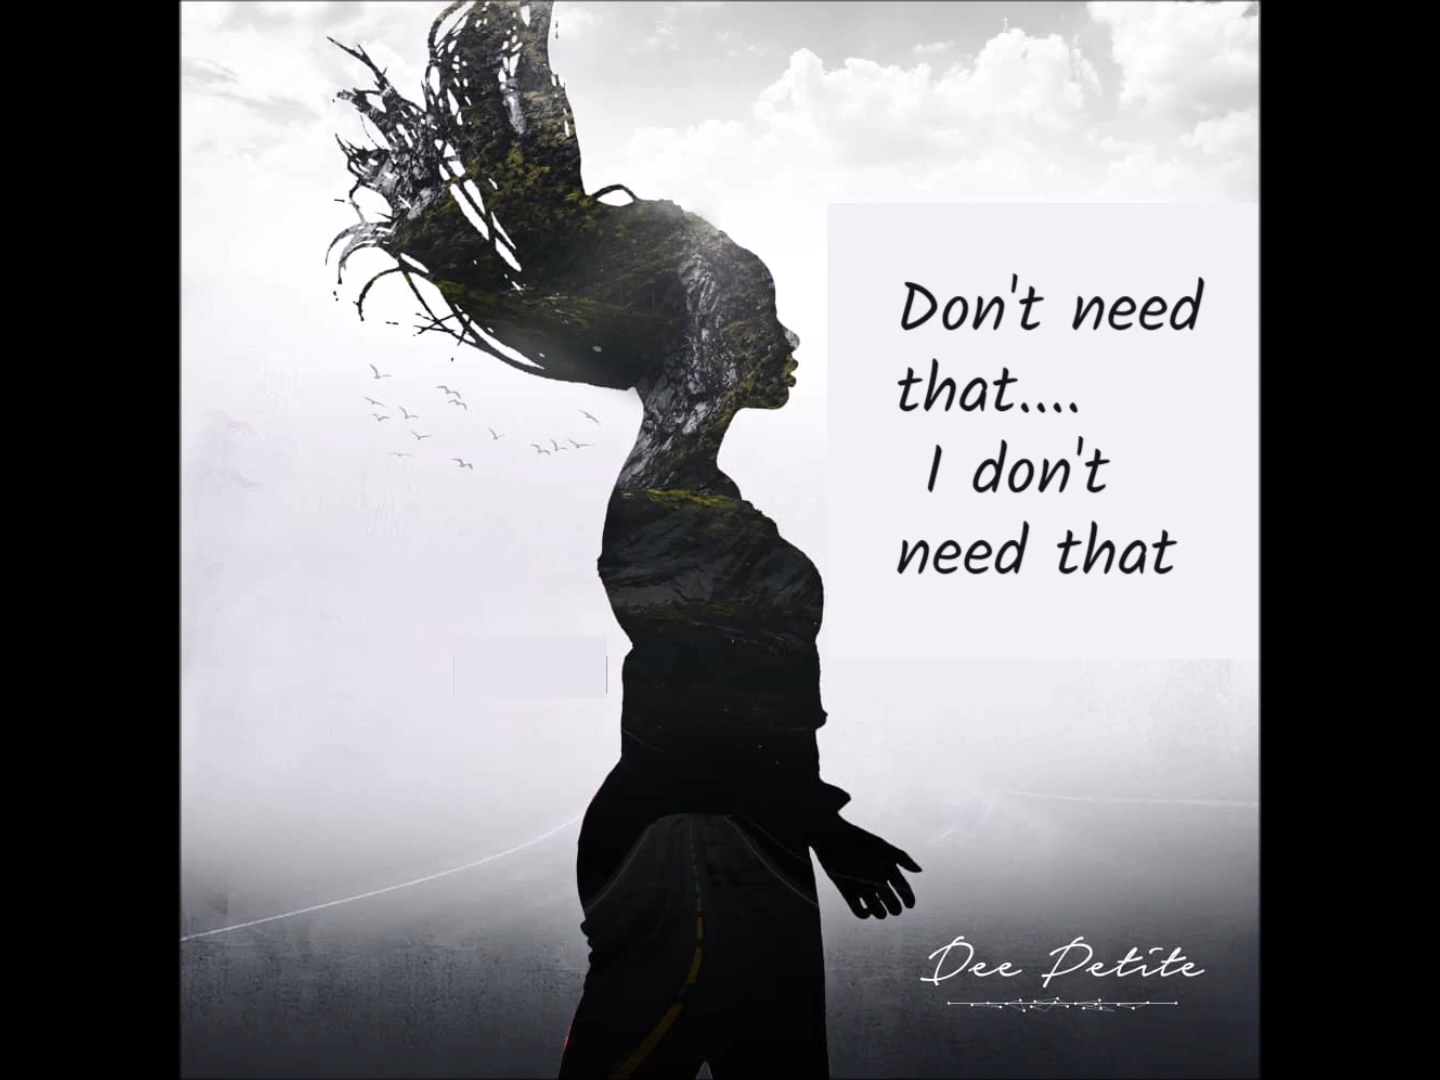 Don't need
that....
I don't
need that
Dee Petite